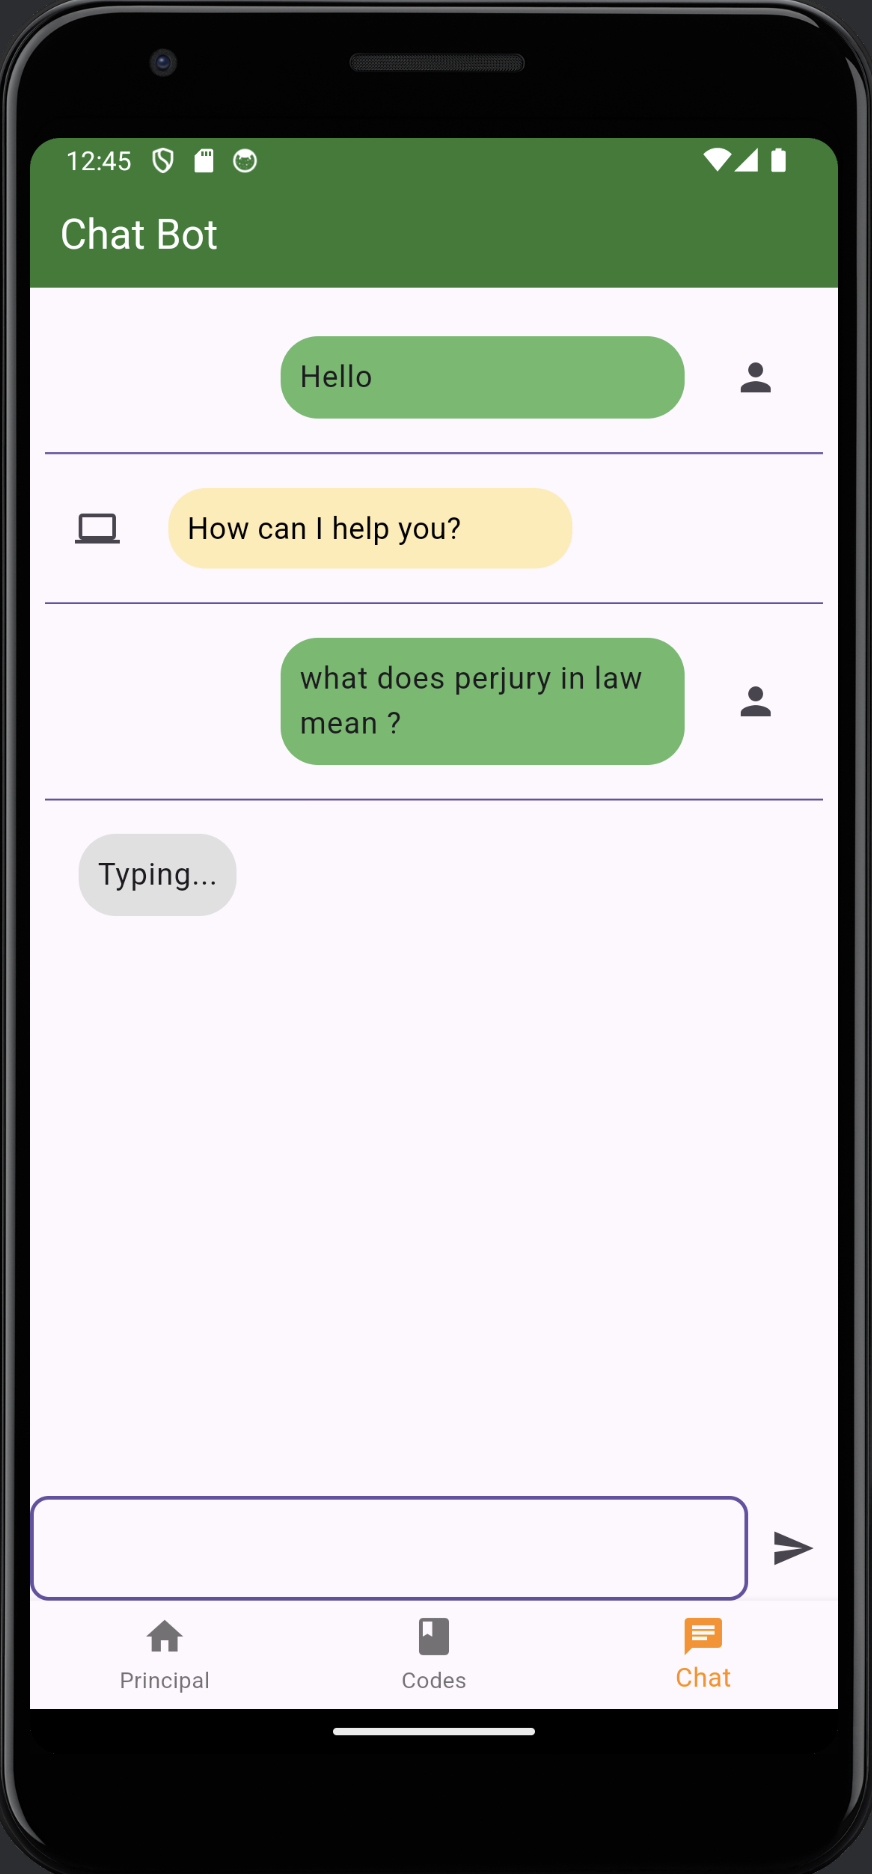 12:45
Chat Bot
Hello
How can I help you?
what does perjury in law
mean ?
Typing...
Principal
Codes
Chat